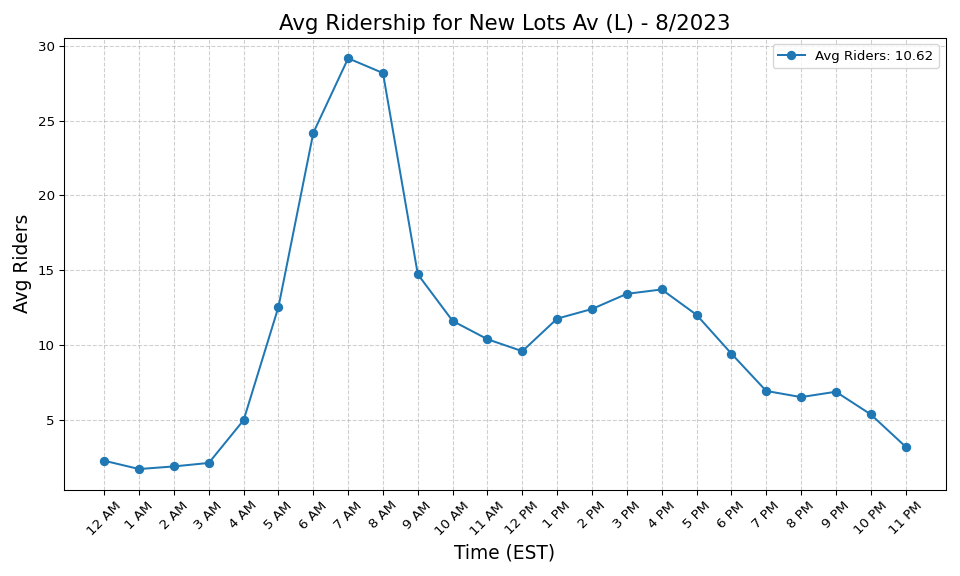 Avg Ridership for New Lots Av (L) - 8/2023
Avg Riders: 10.62
Avg Riders
30
25
20
15
10
5
12 AM
1 AM
2 AM
3 AM
4 AM
5 AM
6 AM
7 AM
8 AM
9 AM
10 AM
11 AM
12 PM
1 PM
2 PM
3 PM
4 PM
5 PM
6 PM
7 PM
8 PM
9 PM
10 PM
11 PM
Time (EST)